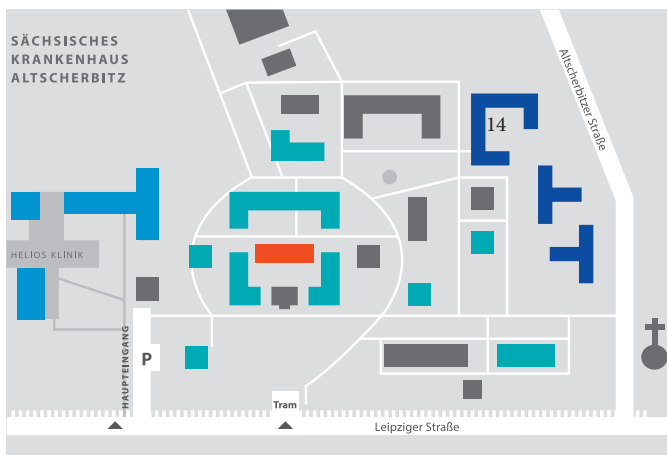 SÄCHSISCHES
KRANKENHAUS
ALTSCHERBITZ
Altscherbitzer Straße
14
HELIOS KLINIK
HAUPTEINGANG
P
Tram
Leipziger Straße